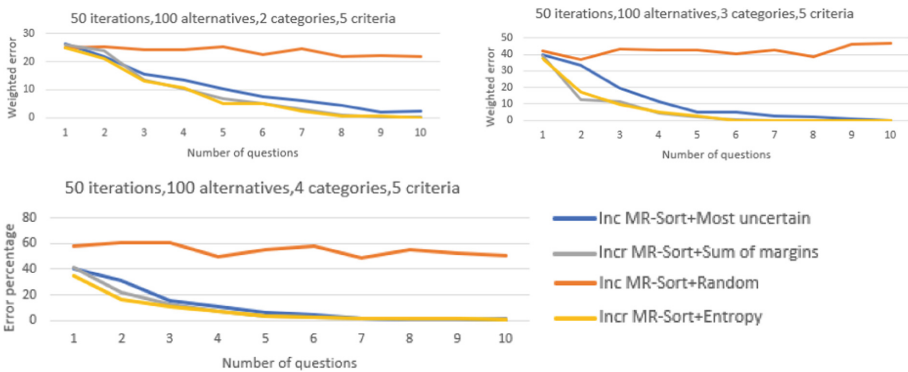 50 iterations,100 alternatives,2 categories,5 criteria
30
20
10
0
Weighted error
1 2 3 4 5 6 7 8 9 10
Number of questions
50 iterations,100 alternatives,3 categories,5 criteria
50
40
30
20
10
0
Weighted error
1 2 3 4 5 6 7 8 9 10
Number of questions
50 iterations,100 alternatives,4 categories,5 criteria
80
60
40
20
0
Error percentage
1 2 3 4 5 6 7 8 9 10
Number of questions
Inc MR-Sort+Most uncertain
Incr MR-Sort+Sum of margins
Inc MR-Sort+Random
Incr MR-Sort+Entropy